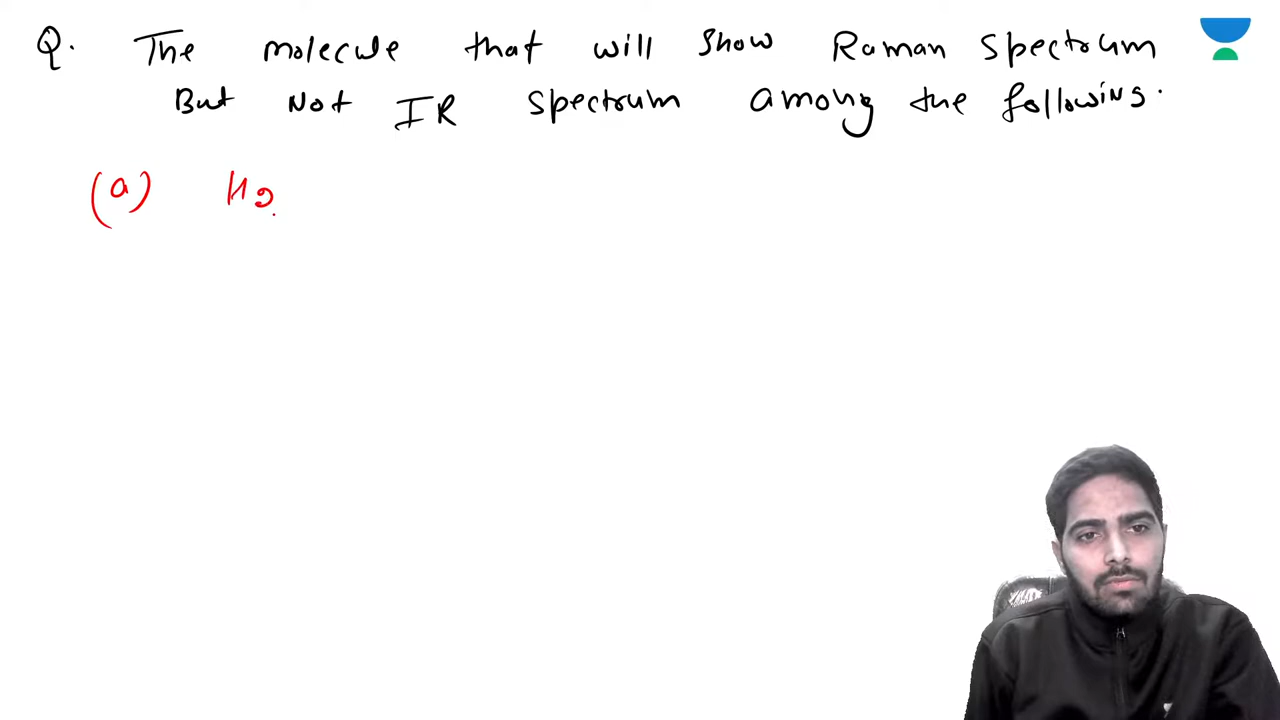 Q. The molecule that will show Raman spectrum
But Not IR spectrum among the following.
(a) H2